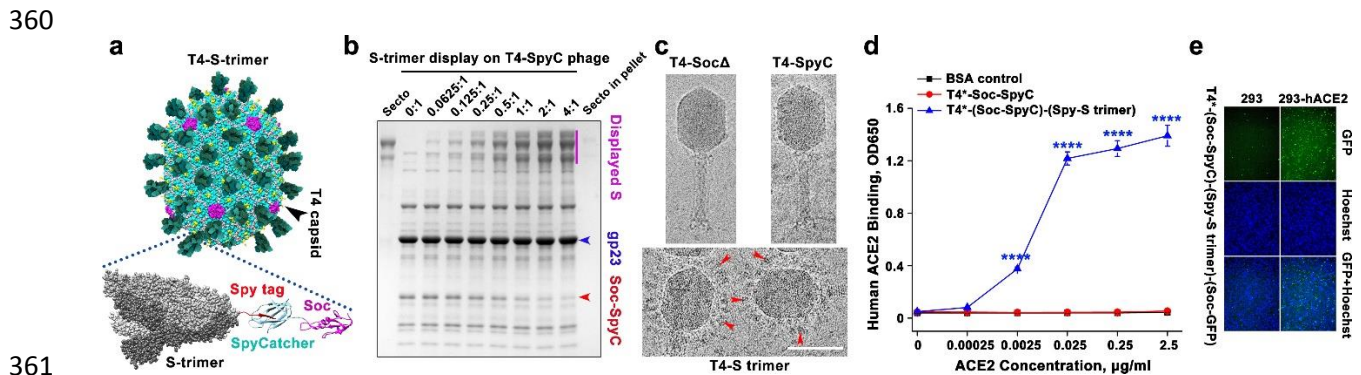 360
a
T4-S-trimer
T4 capsid
Spy tag
Soc
SpyCatcher
S-trimer
b
S-trimer display on T4-SpyC phage
Secto
0:1
0.0625:1
0.125:1
0.25:1
0.5:1
1:1
2:1
4:1
Secto in pellet
Displayed S
gp23
Soc-SpyC
c
T4-SocΔ
T4-SpyC
T4-S trimer
d
BSA control
T4*-Soc-SpyC
T4*-(Soc-SpyC)-(Spy-S trimer)
Human ACE2 Binding, OD650
1.6
1.2
0.8
0.4
0
****
****
****
****
0
0.00025
0.0025
0.025
0.25
2.5
ACE2 Concentration, µg/ml
e
T4*-(Soc-SpyC)-(Spy-S trimer)-(Soc-GFP)
293
293-hACE2
GFP
Hoechst
GFP+Hoechst
361